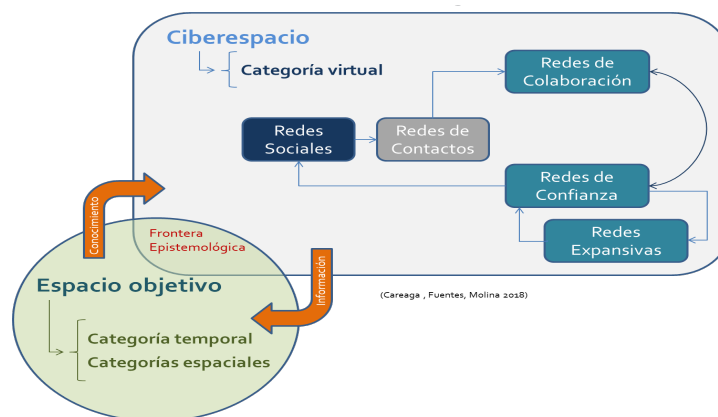 Ciberespacio
Categoría virtual
Redes de
Colaboración
Redes
Sociales
Redes de
Contactos
Redes de
Confianza
Redes
Expansivas
Conocimiento
Frontera
Epistemológica
Información
Espacio objetivo
Categoría temporal
Categorías espaciales
(Careaga , Fuentes, Molina 2018)